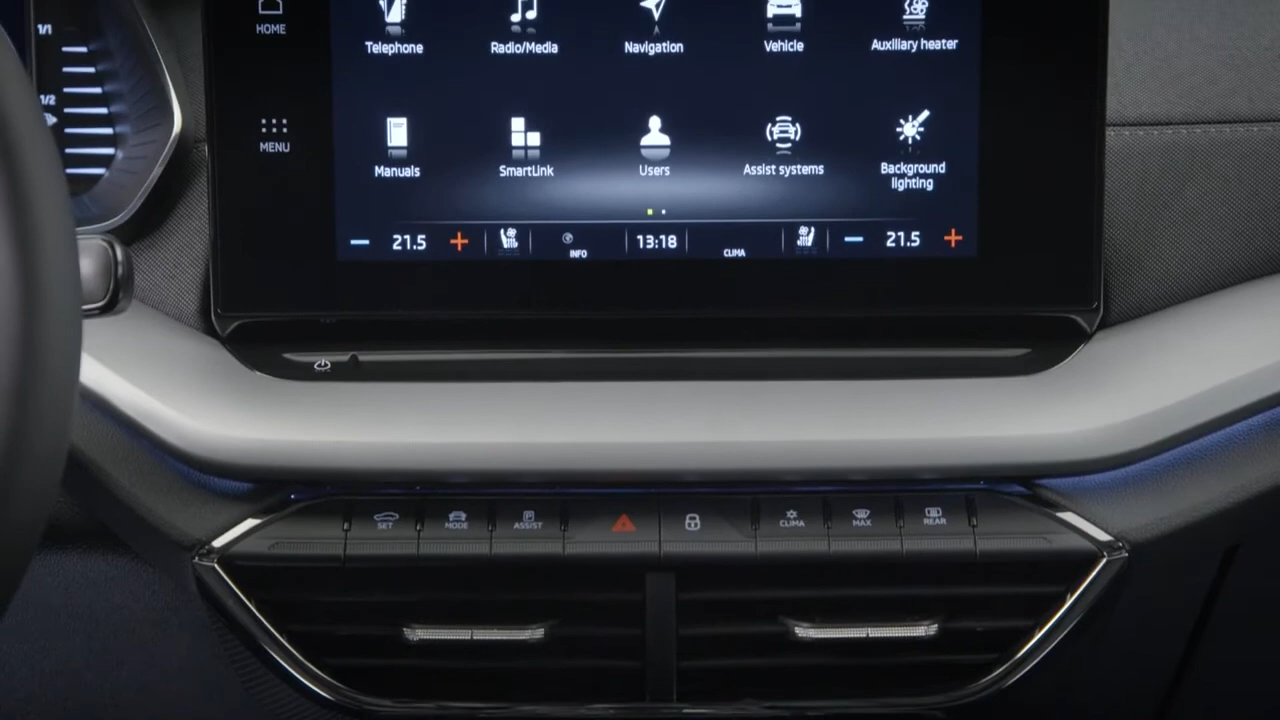 1/1
HOME
Telephone
Radio/Media
Navigation
Vehicle
Auxiliary heater
1/2
MENU
Manuals
SmartLink
Users
Assist systems
Background
lighting
21.5
INFO
13:18
CLIMA
21.5
SET
MODE
ASSIST
CLIMA
MAX
REAR